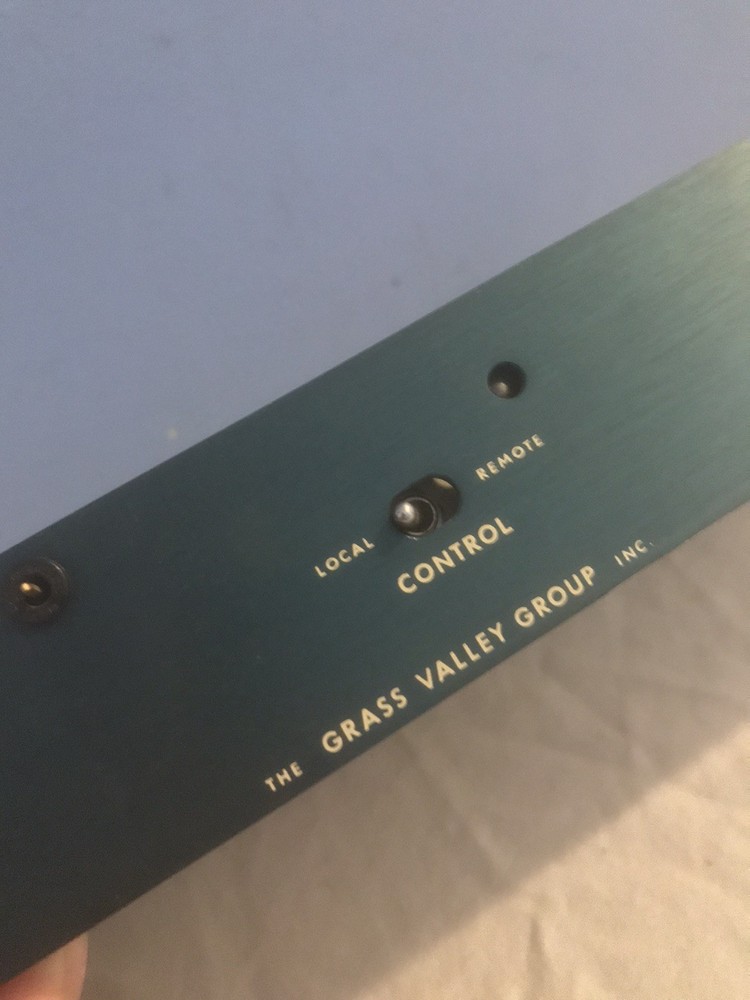 REMOTE
LOCAL
CONTROL
THE GRASS VALLEY GROUP INC.